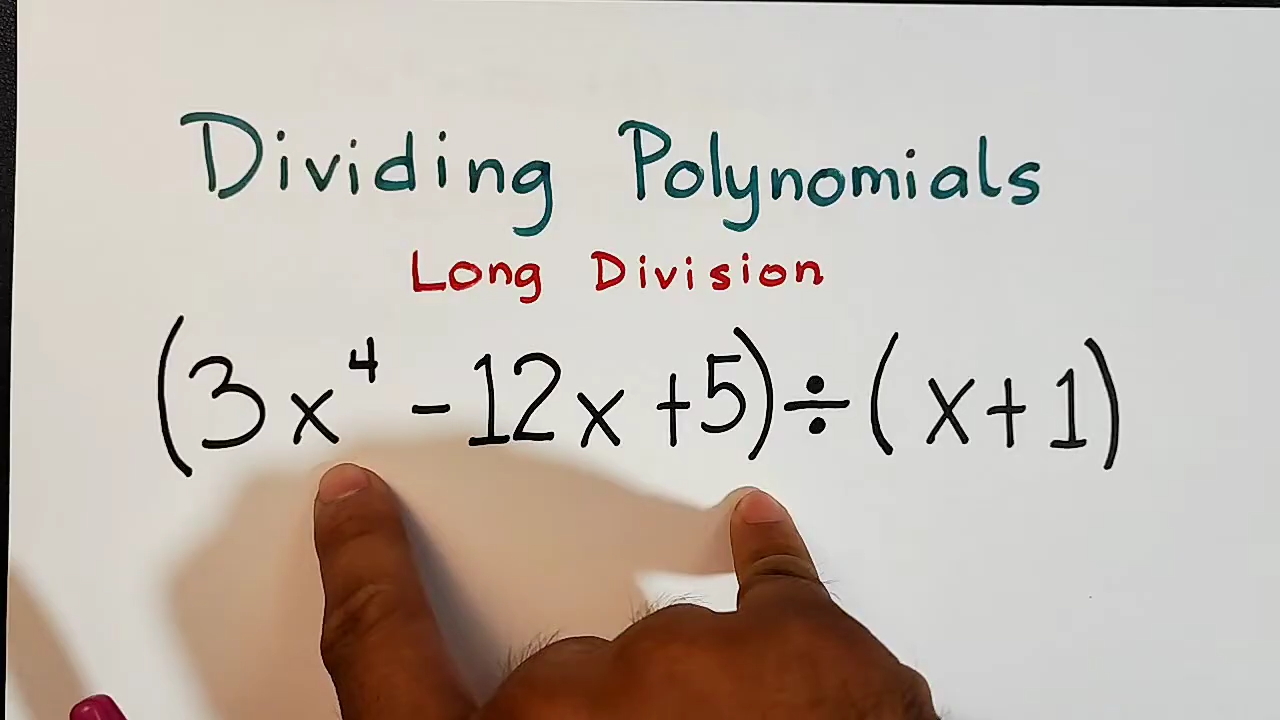 Dividing Polynomials
Long Division
(3x⁴ - 12x + 5) ÷ (x + 1)